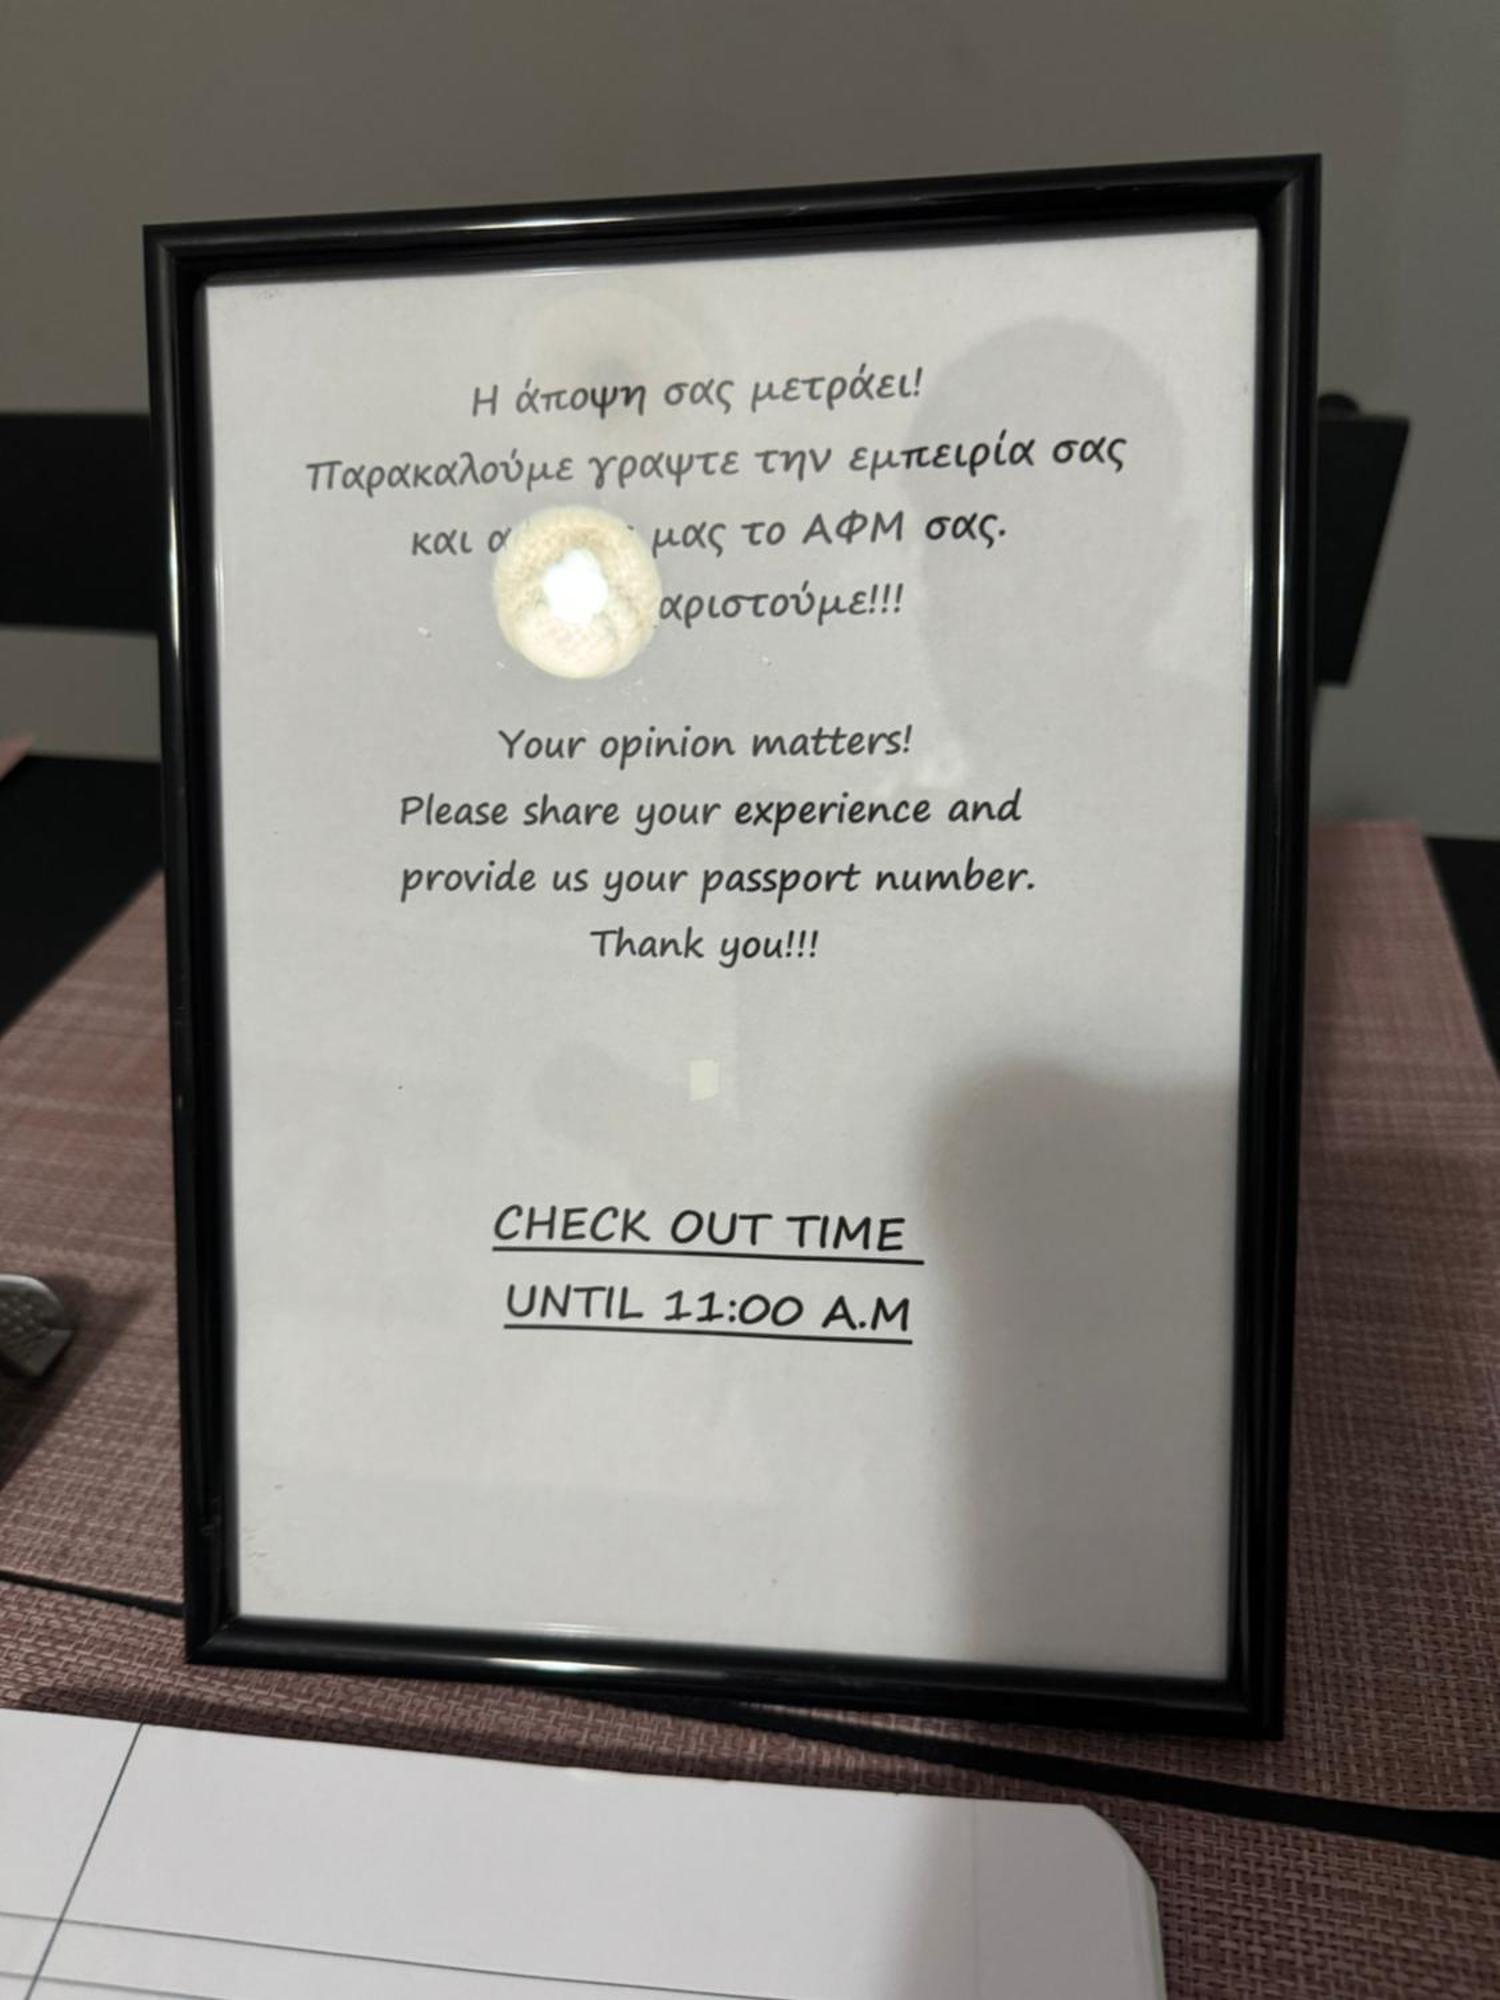 Η άποψη σας μετράει!
Παρακαλούμε γραψτε την εμπειρία σας
και μας το ΑΦΜ σας.
Your opinion matters!
Please share your experience and
provide us your passport number.
Thank you!!!
CHECK OUT TIME
UNTIL 11:00 A.M